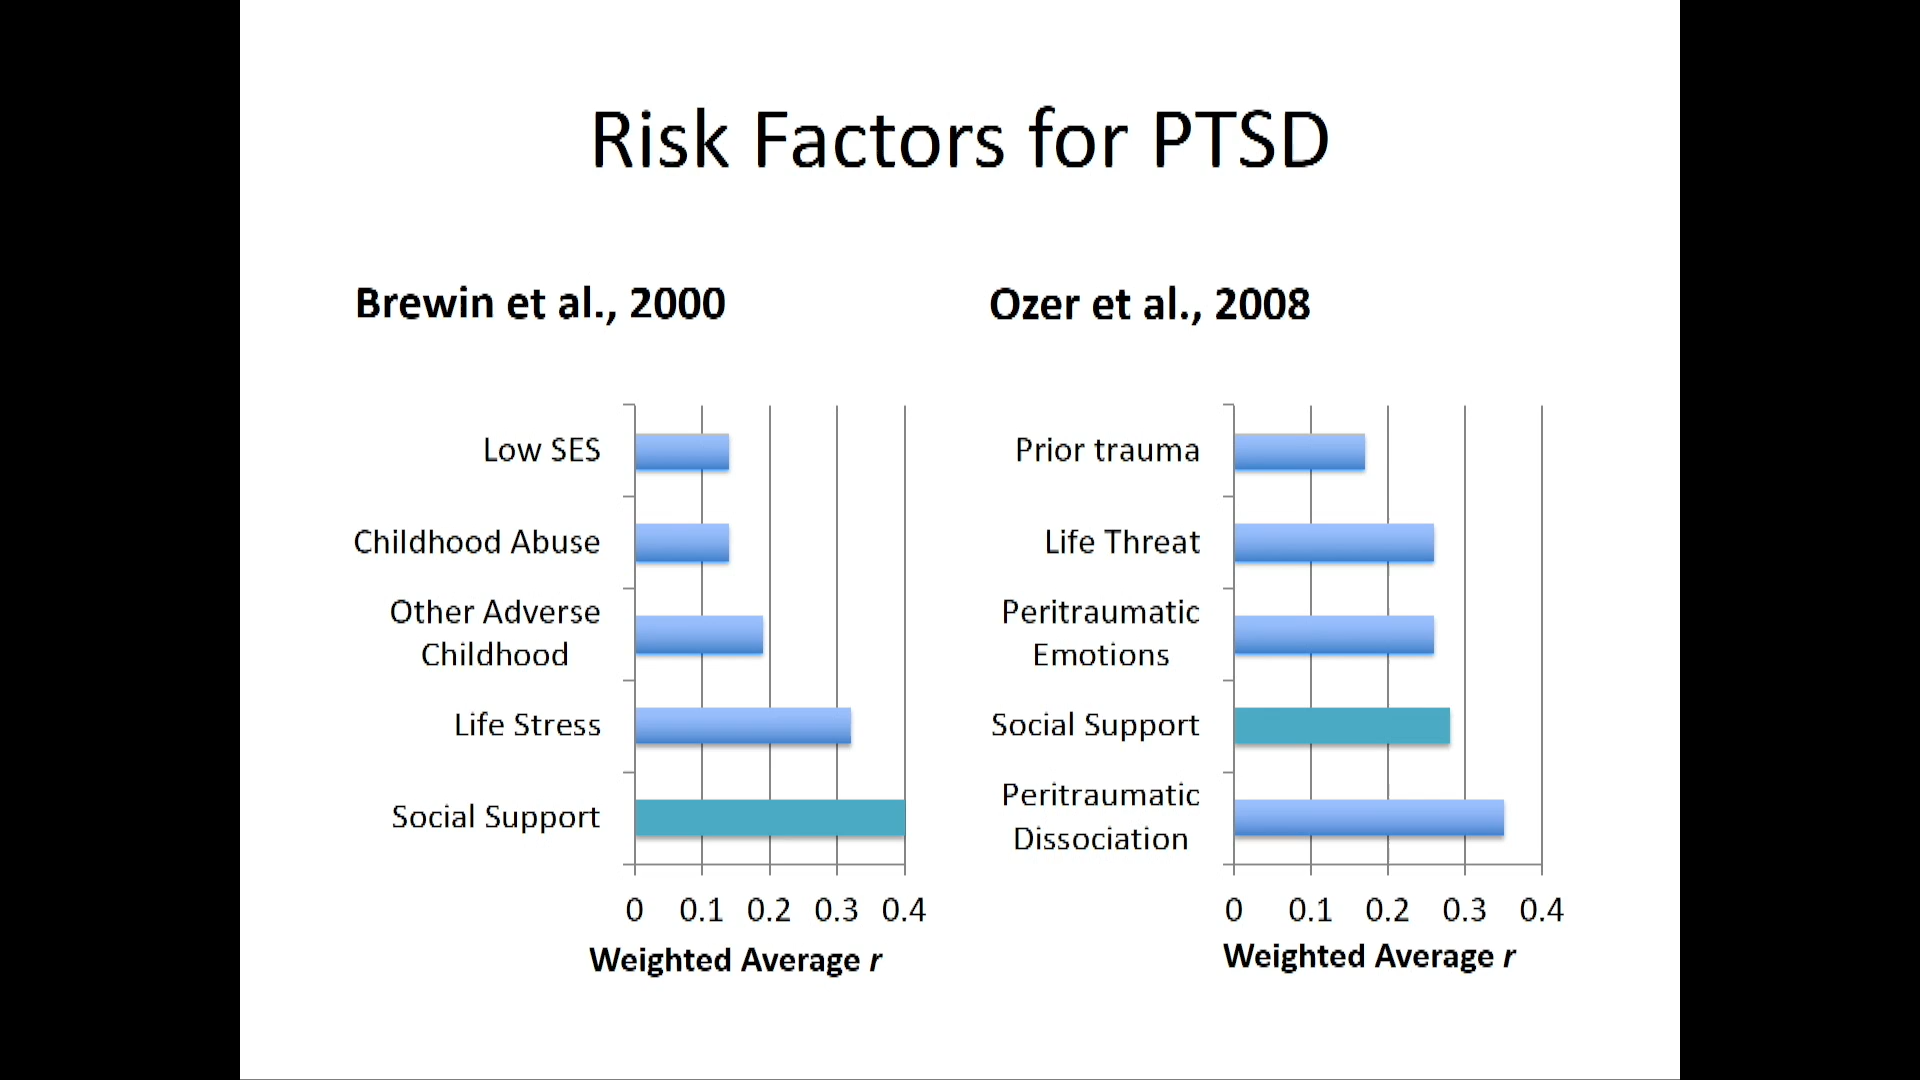 Risk Factors for PTSD
Brewin et al., 2000
Low SES
Childhood Abuse
Other Adverse
Childhood
Life Stress
Social Support
0 0.1 0.2 0.3 0.4
Weighted Average r
Ozer et al., 2008
Prior trauma
Life Threat
Peritraumatic
Emotions
Social Support
Peritraumatic
Dissociation
0 0.1 0.2 0.3 0.4
Weighted Average r